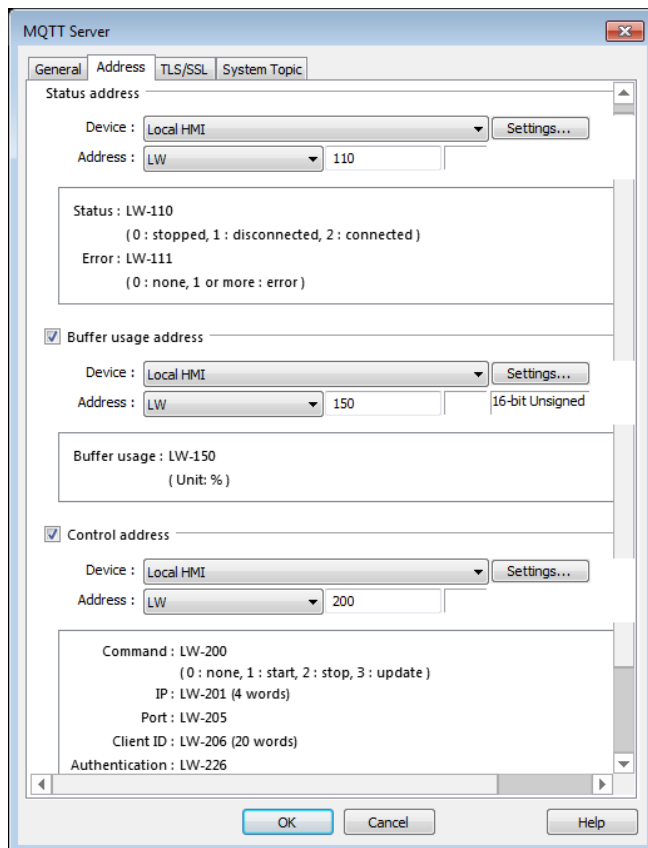 MQTT Server
General Address TLS/SSL System Topic
Status address
Device : Local HMI Settings...
Address : LW 110
Status : LW-110
( 0 : stopped, 1 : disconnected, 2 : connected )
Error : LW-111
( 0 : none, 1 or more : error )
Buffer usage address
Device : Local HMI Settings...
Address : LW 150 16-bit Unsigned
Buffer usage : LW-150
( Unit: % )
Control address
Device : Local HMI Settings...
Address : LW 200
Command : LW-200
( 0 : none, 1 : start, 2 : stop, 3 : update )
IP : LW-201 (4 words)
Port : LW-205
Client ID : LW-206 (20 words)
Authentication : LW-226
OK Cancel Help